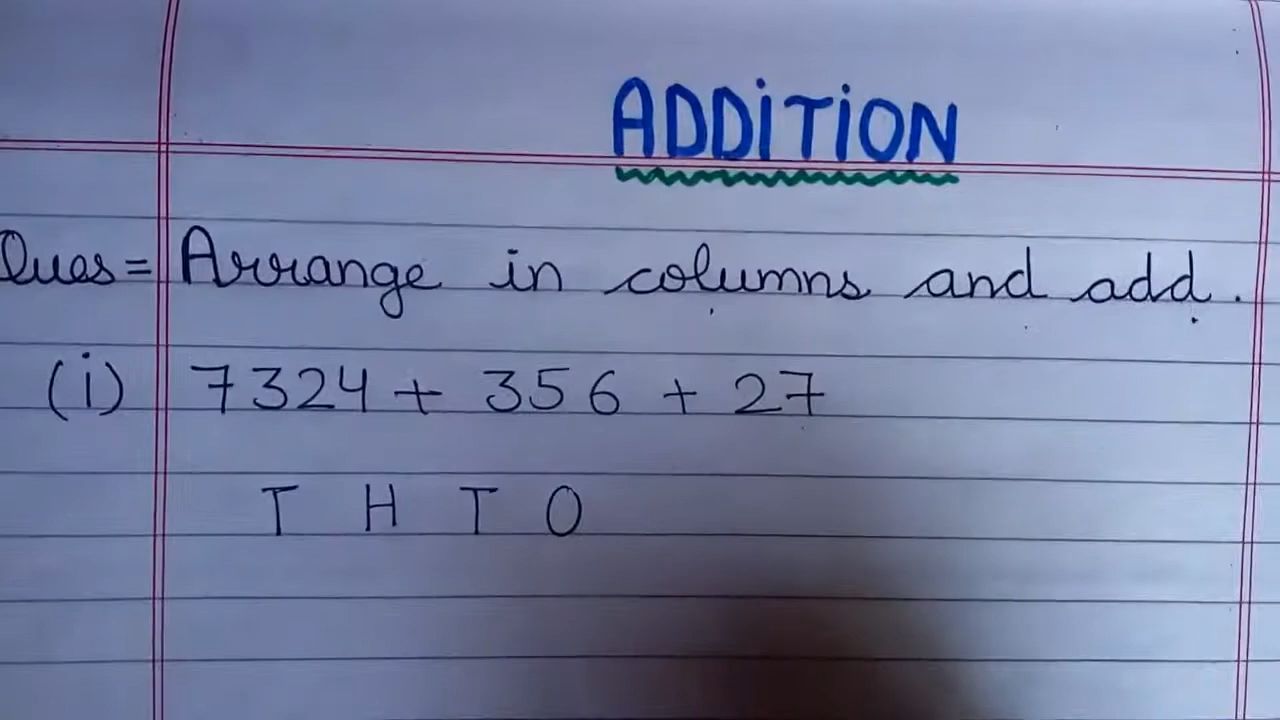 ADDiTiON
Ques = Arrange in columns and add.
(i) 7324 + 356 + 27
T H T O